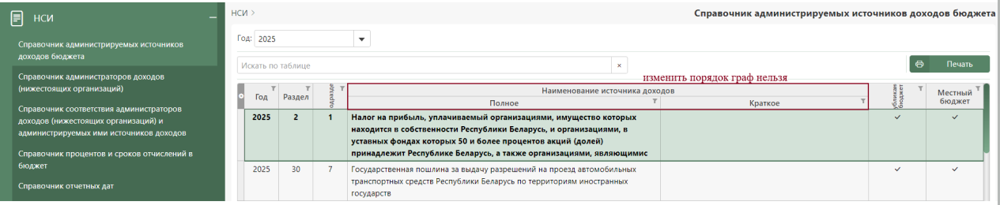 НСИ
Справочник администрируемых источников
доходов бюджета
Справочник администраторов доходов
(нижестоящих организаций)
Справочник соответствия администраторов
доходов (нижестоящих организаций) и
администрируемых ими источников доходов
Справочник процентов и сроков отчислений в
бюджет
Справочник отчетных дат
НСИ >
Справочник администрируемых источников доходов бюджета
Год: 2025
Искать по таблице
×
Печать
изменить порядок граф нельзя
Год
Раздел
одразде
Наименование источника доходов
Полное
Краткое
убликан
бюджет
Местный
бюджет
2025 2 1 Налог на прибыль, уплачиваемый организациями, имущество которых
находится в собственности Республики Беларусь, и организациями, в
уставных фондах которых 50 и более процентов акций (долей)
принадлежит Республике Беларусь, а также организациями, являющимис
2025 30 7 Государственная пошлина за выдачу разрешений на проезд автомобильных
транспортных средств Республики Беларусь по территориям иностранных
государств